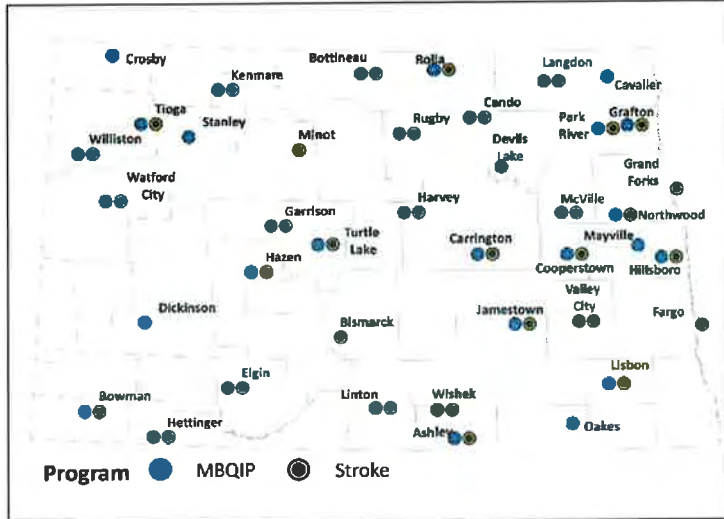 Crosby
Bottineau
Rolla
Langdon
Kenmare
Cavalier
Cando
Tioga
Park
River
Grafton
Stanley
Rugby
Williston
Minot
Devils
Lake
Grand
Forks
Watford
City
Harvey
McVille
Garrison
Northwood
Turtle
Lake
Carrington
Mayville
Hazen
Cooperstown
Hillsboro
Valley
City
Dickinson
Jamestown
Fargo
Bismarck
Lisbon
Elgin
Bowman
Linton
Wishek
Hettinger
Ashley
Oakes
Program MBQIP Stroke